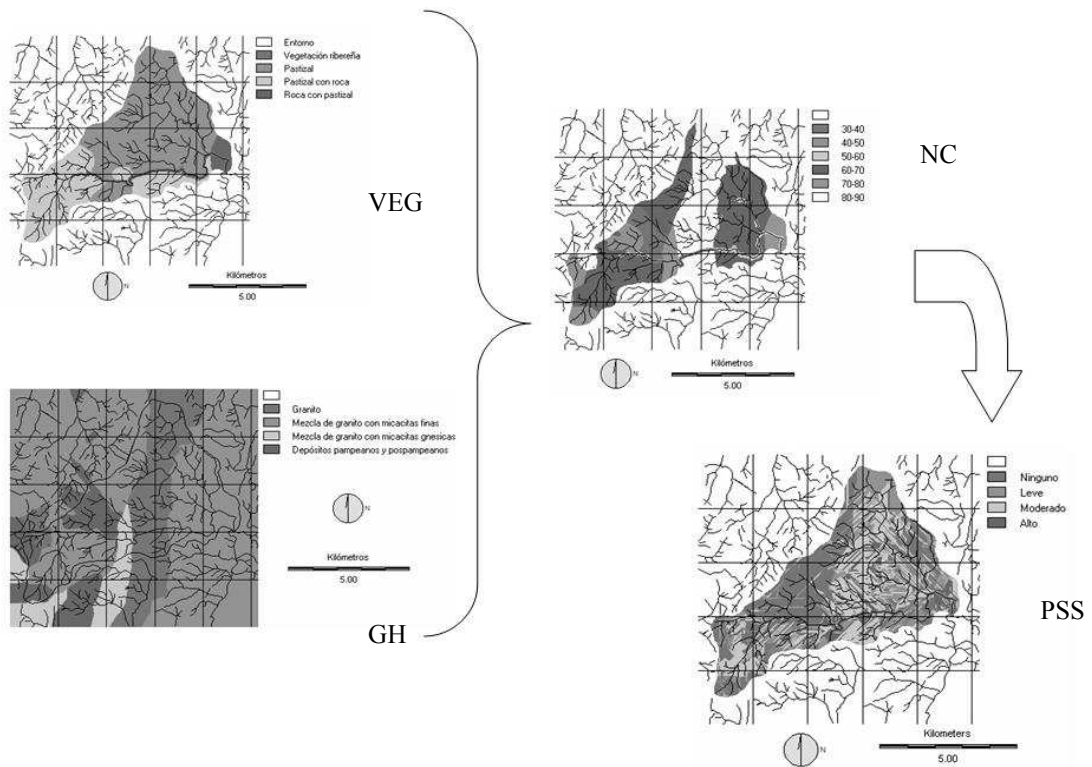 Entorno
Vegetación ribereña
Pastizal
Pastizal con roca
Roca con pastizal
N
Kilómetros
5.00
VEG
Granito
Mezcla de granito con micacitas finas
Mezcla de granito con micacitas gnesicas
Depósitos pampeanos y pospampeanos
N
Kilómetros
5.00
GH
30-40
40-50
50-60
60-70
70-80
80-90
NC
N
Kilómetros
5.00
Ninguno
Leve
Moderado
Alto
PSS
N
Kilometers
5.00